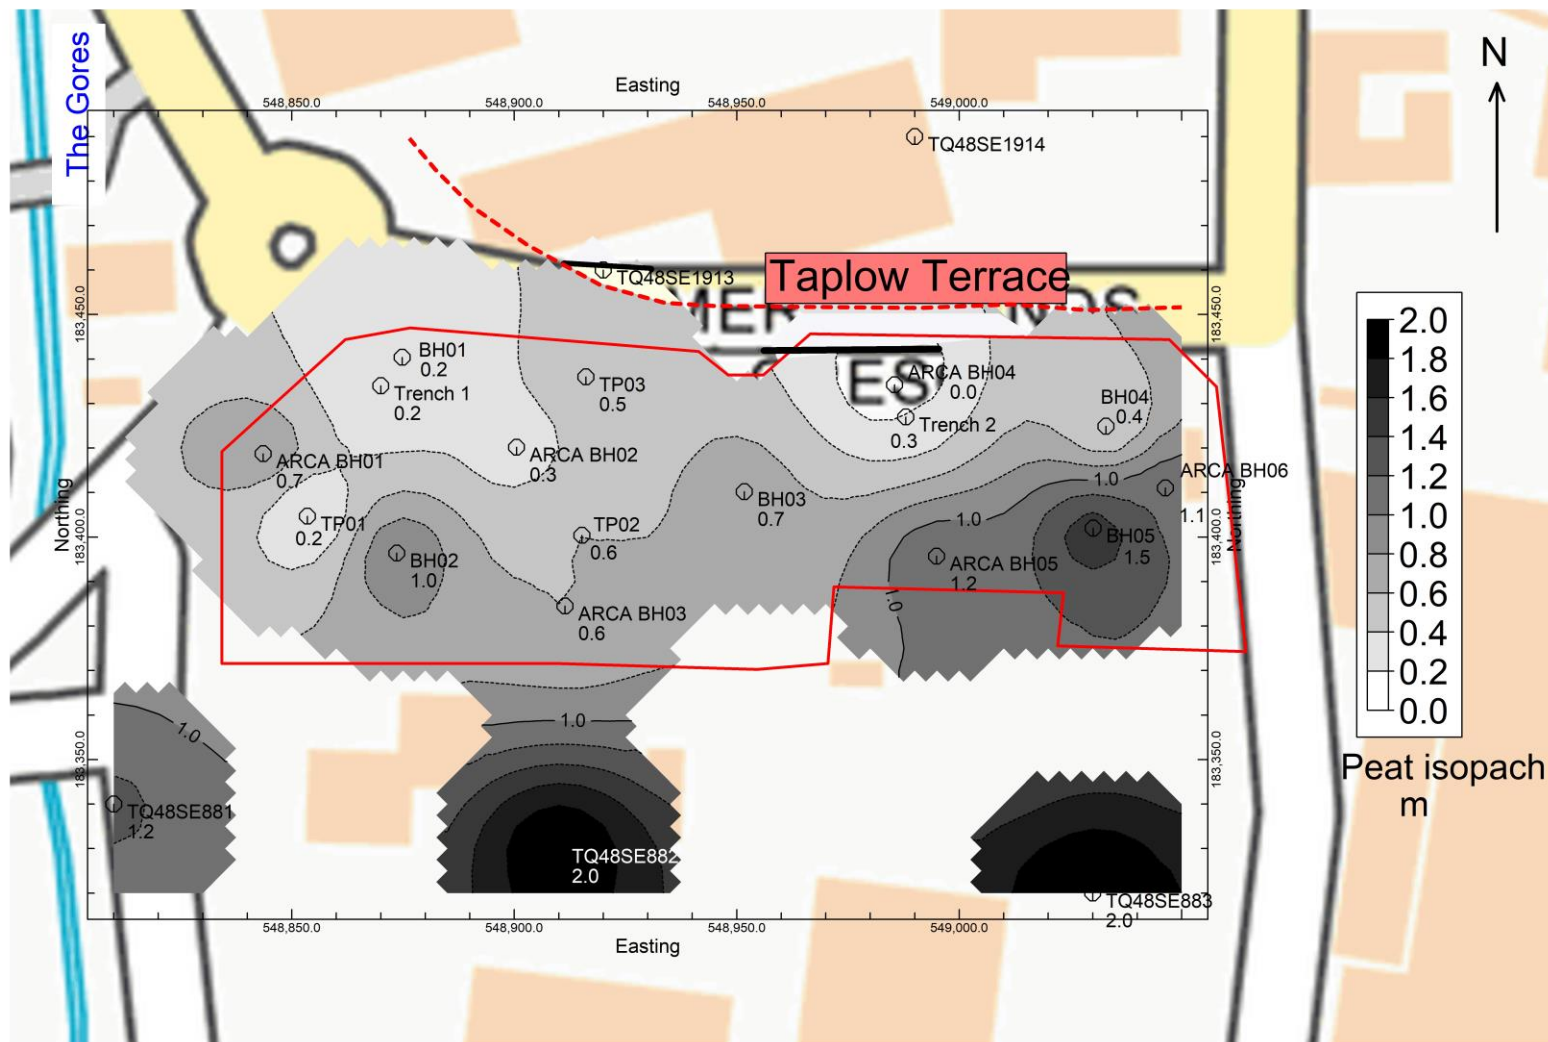 The Gores
Easting
548,850.0
548,900.0
548,950.0
549,000.0
N
TQ48SE1914
TQ48SE1913
Taplow Terrace
183,450.0
183,450.0
BH01
0.2
Trench 1
0.2
TP03
0.5
ARCA BH04
0.0
Trench 2
0.3
BH04
0.4
ES
ARCA BH01
0.7
ARCA BH02
0.3
BH03
0.7
ARCA BH06
1.1
1.0
1.0
Northing
183,400.0
183,400.0
Northing
TP01
0.2
TP02
0.6
BH02
1.0
BH05
1.5
ARCA BH05
1.2
1.0
ARCA BH03
0.6
1.0
1.0
183,350.0
183,350.0
TQ48SE881
1.2
TQ48SE882
2.0
TQ48SE883
2.0
548,850.0
548,900.0
548,950.0
549,000.0
Easting
2.0
1.8
1.6
1.4
1.2
1.0
0.8
0.6
0.4
0.2
0.0
Peat isopach
m